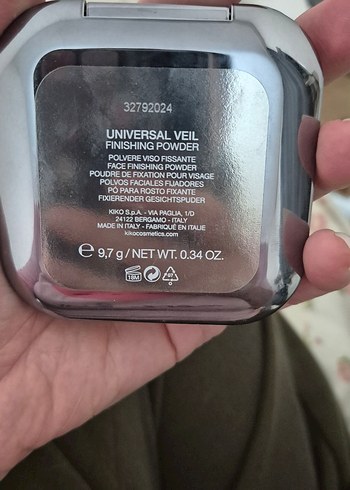 32792024
UNIVERSAL VEIL
FINISHING POWDER
POLVERE VISO FISSANTE
FACE FINISHING POWDER
POUDRE DE FIXATION POUR VISAGE
POLVOS FACIALES FIJADORES
PÓ PARA ROSTO FIXANTE
FIXIERENDER GESICHTSPUDER
KIKO S.p.A. - VIA PAGLIA, 1/D
24122 BERGAMO - ITALY
MADE IN ITALY - FABRIQUÉ EN ITALIE
kikocosmetics.com
℮ 9,7 g / NET WT. 0.34 OZ.
18M